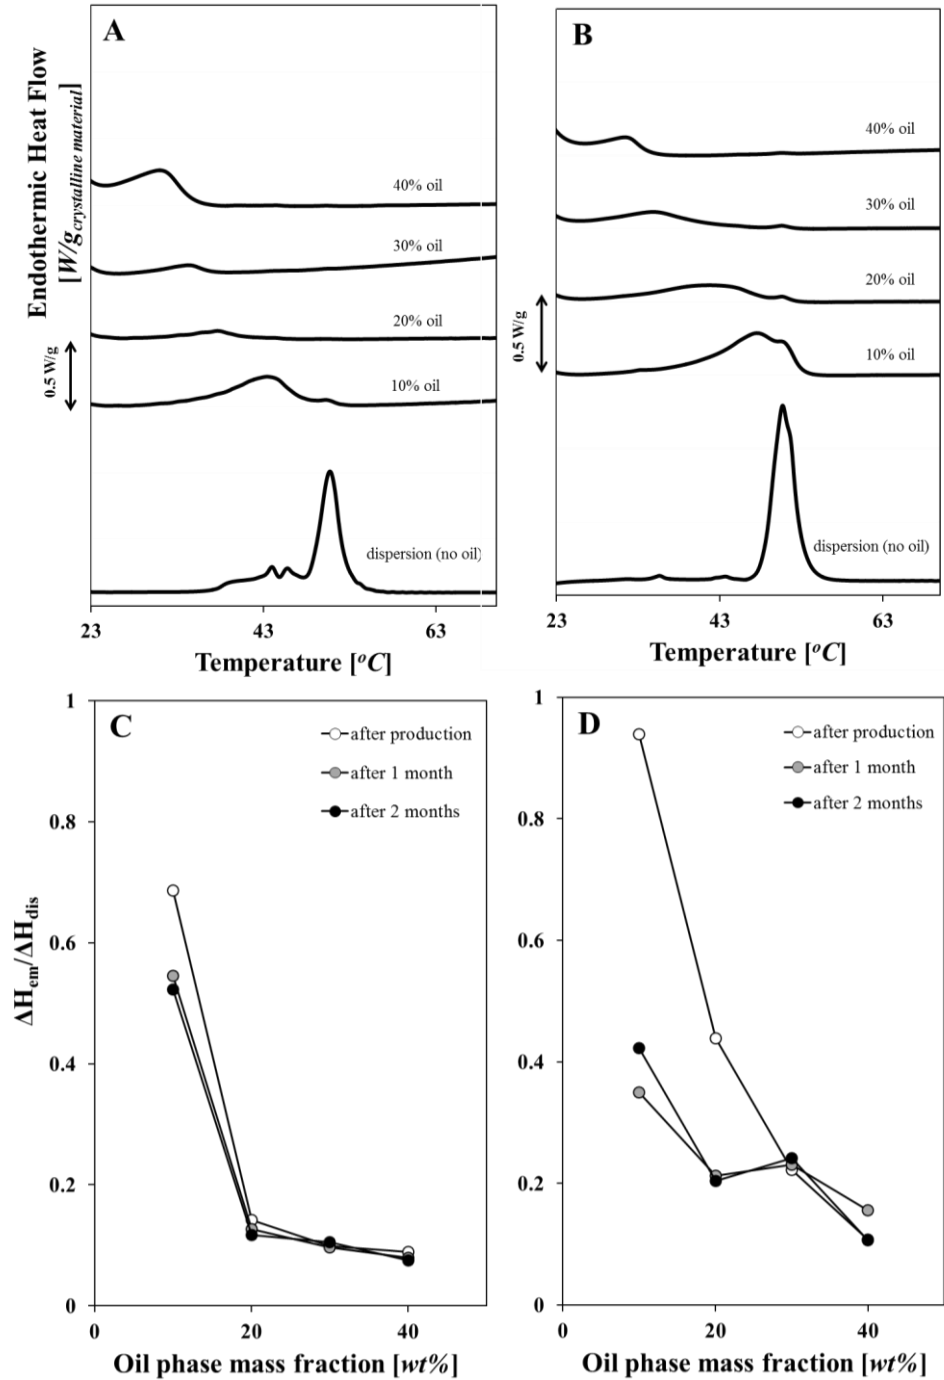 A
Endothermic Heat Flow
[W/g crystalline material]
40% oil
30% oil
20% oil
10% oil
0.5 W/g
dispersion (no oil)
23
43
63
Temperature [°C]
B
40% oil
30% oil
20% oil
10% oil
0.5 W/g
dispersion (no oil)
23
43
63
Temperature [°C]
C
after production
after 1 month
after 2 months
1
0.8
0.6
0.4
0.2
0
ΔHem/ΔHdis
0
20
40
Oil phase mass fraction [wt%]
D
after production
after 1 month
after 2 months
1
0.8
0.6
0.4
0.2
0
0
20
40
Oil phase mass fraction [wt%]